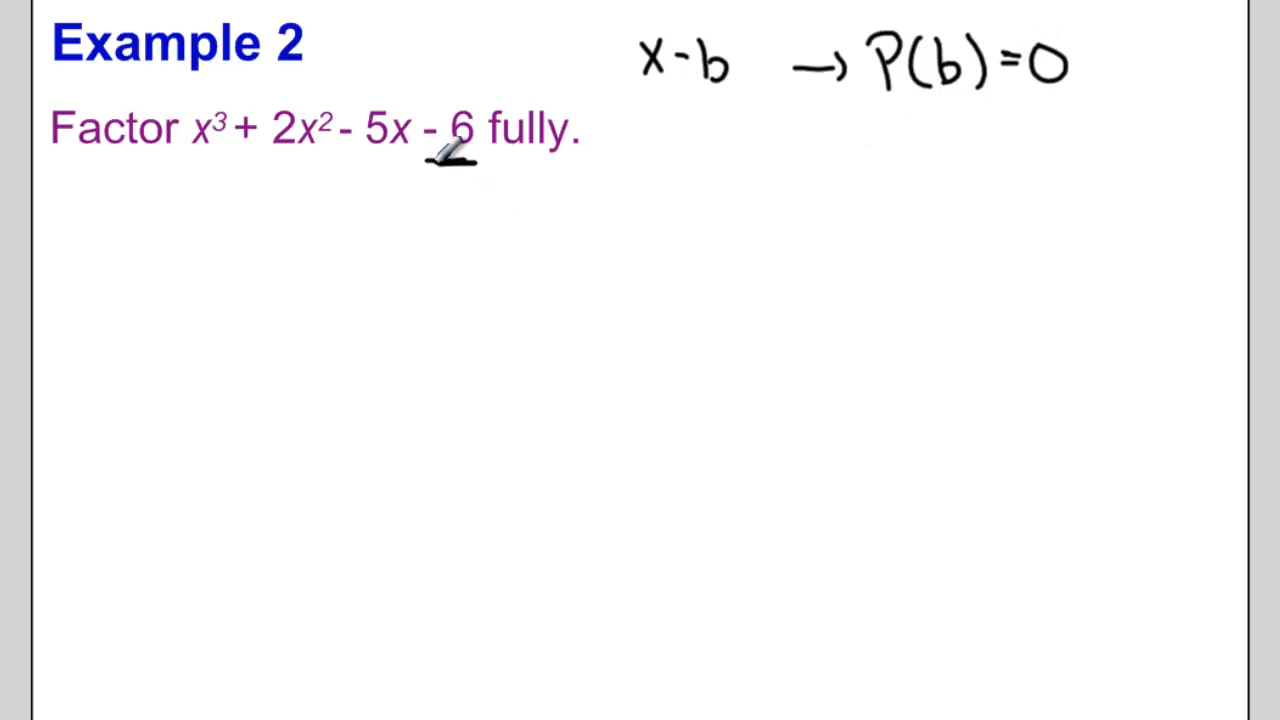 Example 2
x - b → P(b) = 0
Factor x³ + 2x² - 5x - 6 fully.